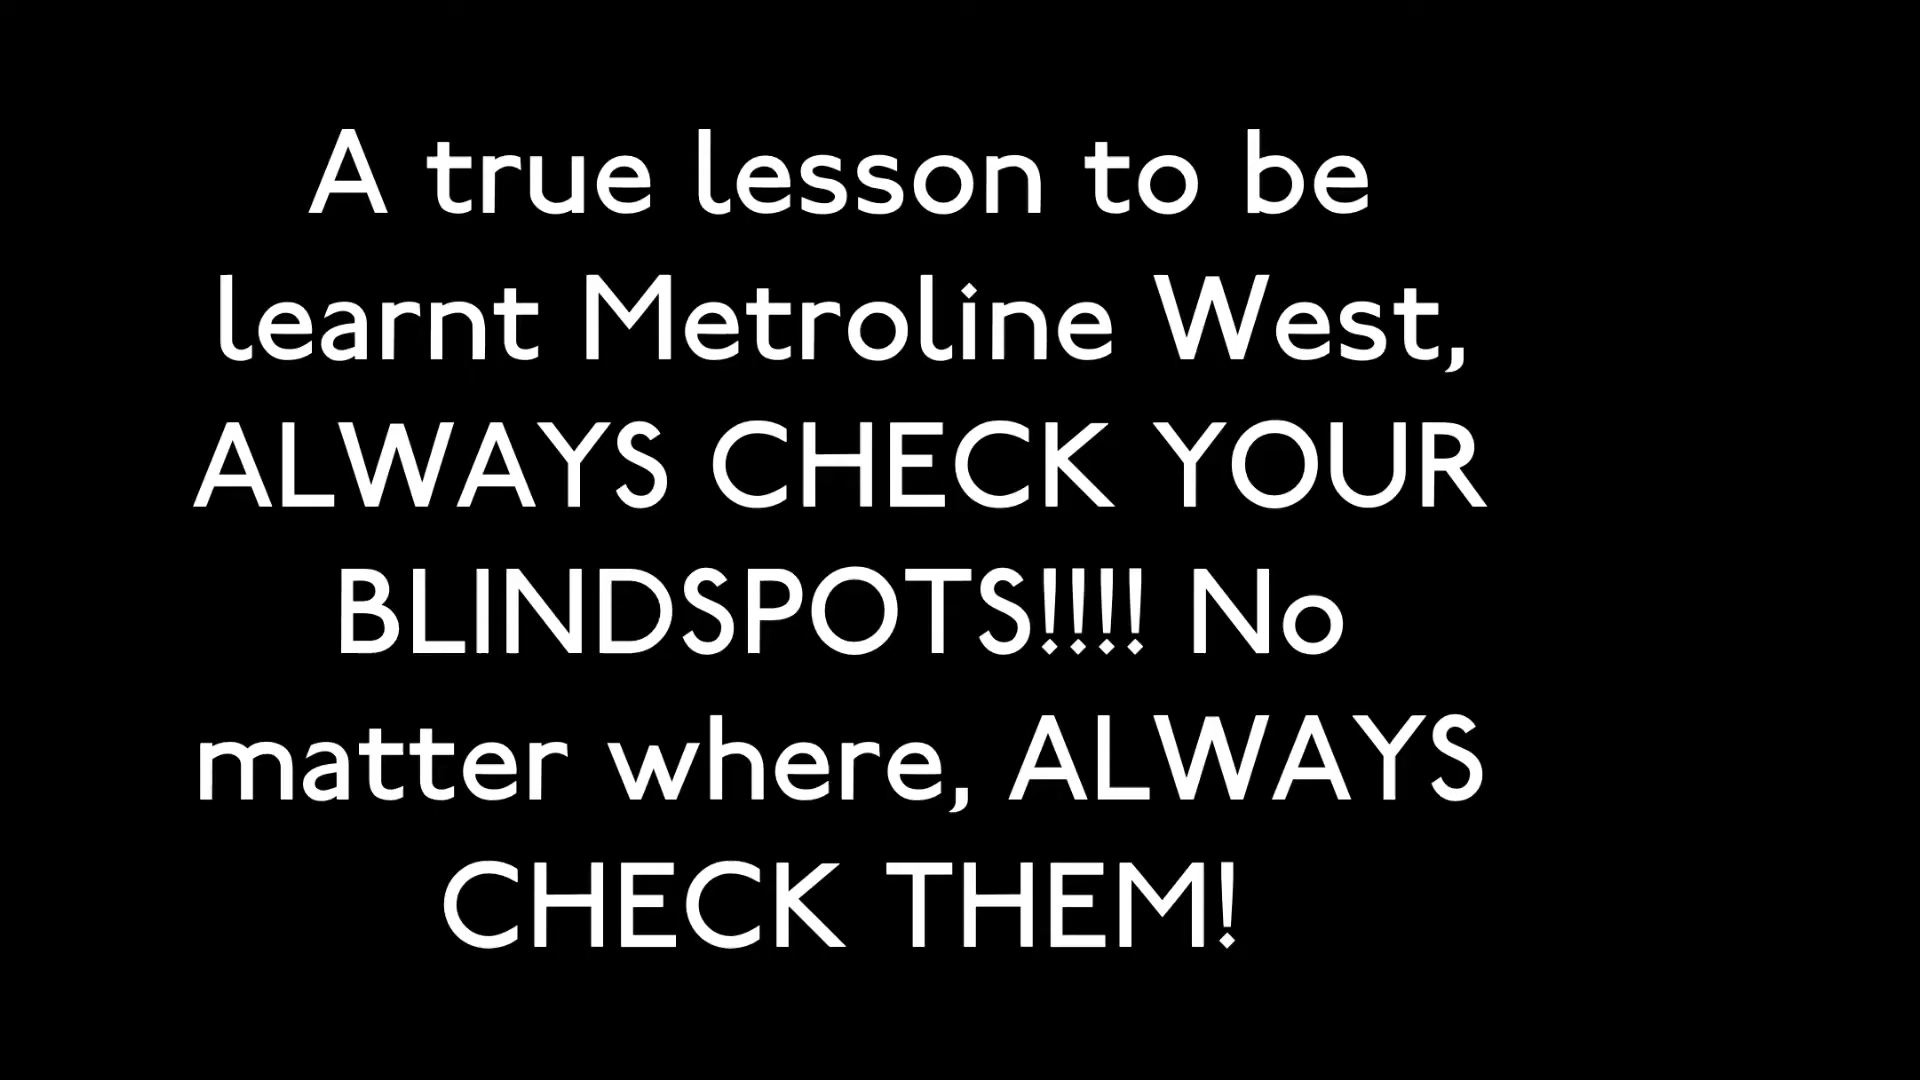 A true lesson to be
learnt Metroline West,
ALWAYS CHECK YOUR
BLINDSPOTS!!!! No
matter where, ALWAYS
CHECK THEM!